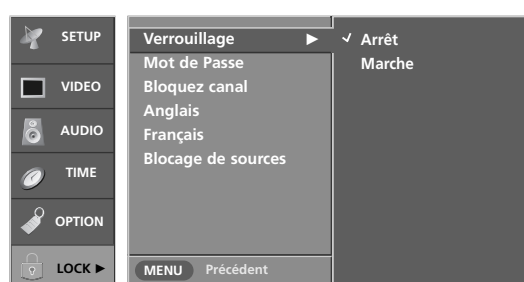 SETUP
VIDEO
AUDIO
TIME
OPTION
LOCK ►
Verrouillage ►
Mot de Passe
Bloquez canal
Anglais
Français
Blocage de sources
MENU Précédent
✓ Arrêt
Marche